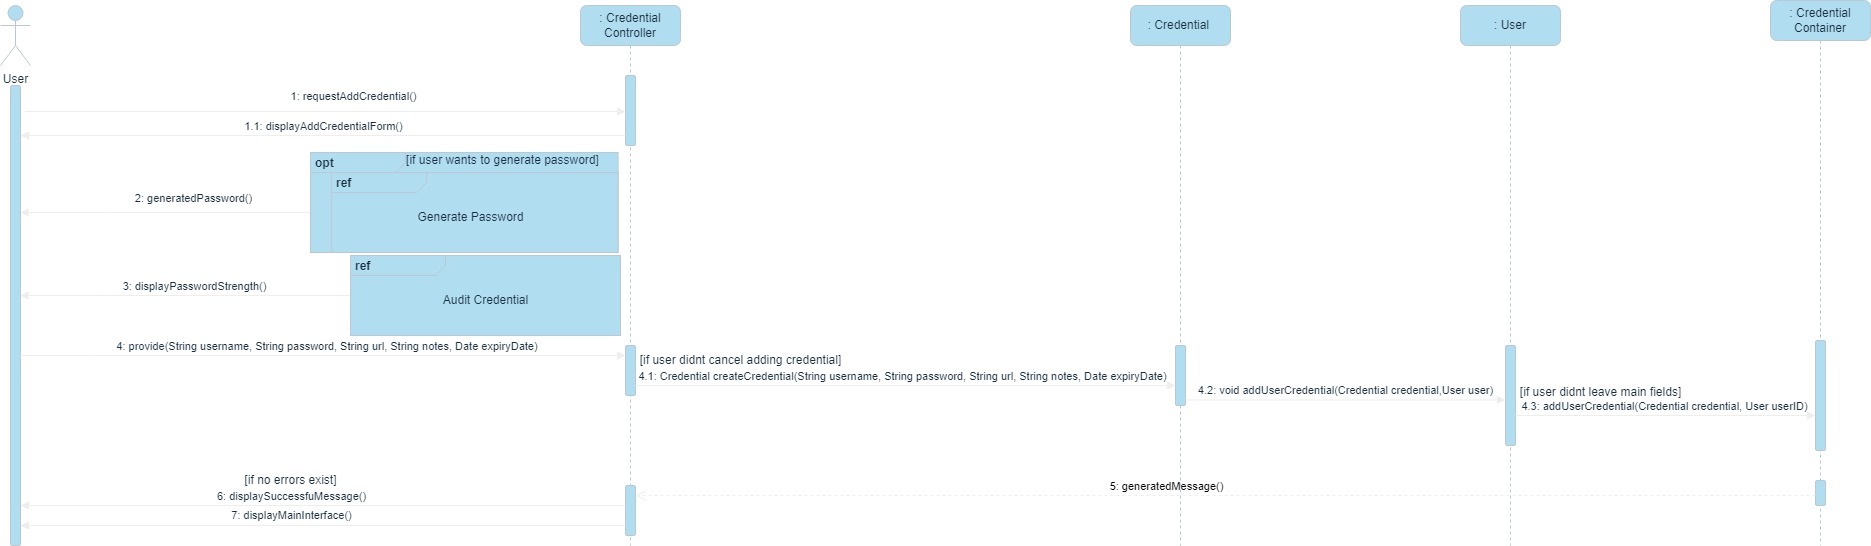 : Credential
Controller
: Credential
: User
: Credential
Container
User
1: requestAddCredential()
1.1: displayAddCredentialForm()
opt
[if user wants to generate password]
ref
2: generatedPassword()
Generate Password
ref
3: displayPasswordStrength()
Audit Credential
4: provide(String username, String password, String url, String notes, Date expiryDate)
[if user didnt cancel adding credential]
4.1: Credential createCredential(String username, String password, String url, String notes, Date expiryDate)
4.2: void addUserCredential(Credential credential,User user)
[if user didnt leave main fields]
4.3: addUserCredential(Credential credential, User userID)
[if no errors exist]
5: generatedMessage()
6: displaySuccessfuMessage()
7: displayMainInterface()